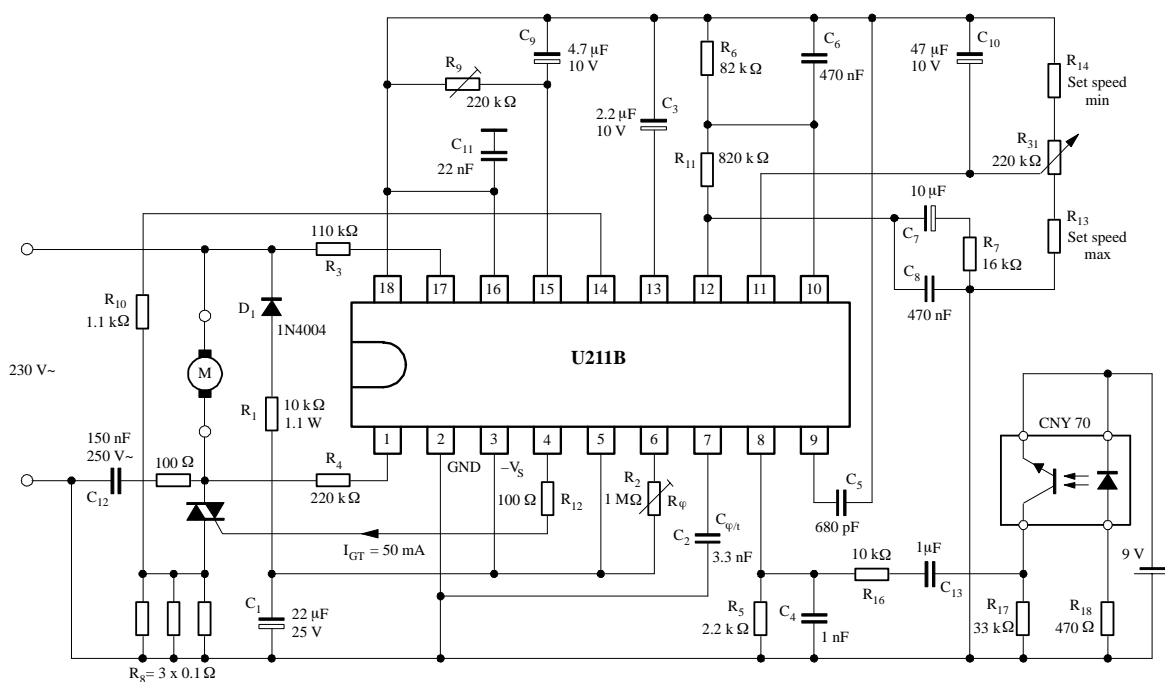 C9
4.7 µF
10 V
R9
220 kΩ
C11
22 nF
2.2 µF
10 V
C3
R6
82 kΩ
C6
470 nF
47 µF
10 V
C10
R14
Set speed
min
R11
820 kΩ
R31
220 kΩ
10 µF
C7
R7
16 kΩ
R13
Set speed
max
C8
470 nF
110 kΩ
R3
R10
1.1 kΩ
D1
1N4004
18 17 16 15 14 13 12 11 10
U211B
230 V~
M
R1
10 kΩ
1.1 W
1 2 3 4 5 6 7 8 9
GND
–VS
150 nF
250 V~
C12
100 Ω
R4
220 kΩ
100 Ω
R12
R2
1 MΩ
Rφ
C2
Cφ/t
3.3 nF
C5
680 pF
CNY 70
IGT = 50 mA
10 kΩ
R16
1µF
C13
9 V
C1
22 µF
25 V
R5
2.2 kΩ
C4
1 nF
R17
33 kΩ
R18
470 Ω
R8= 3 x 0.1 Ω